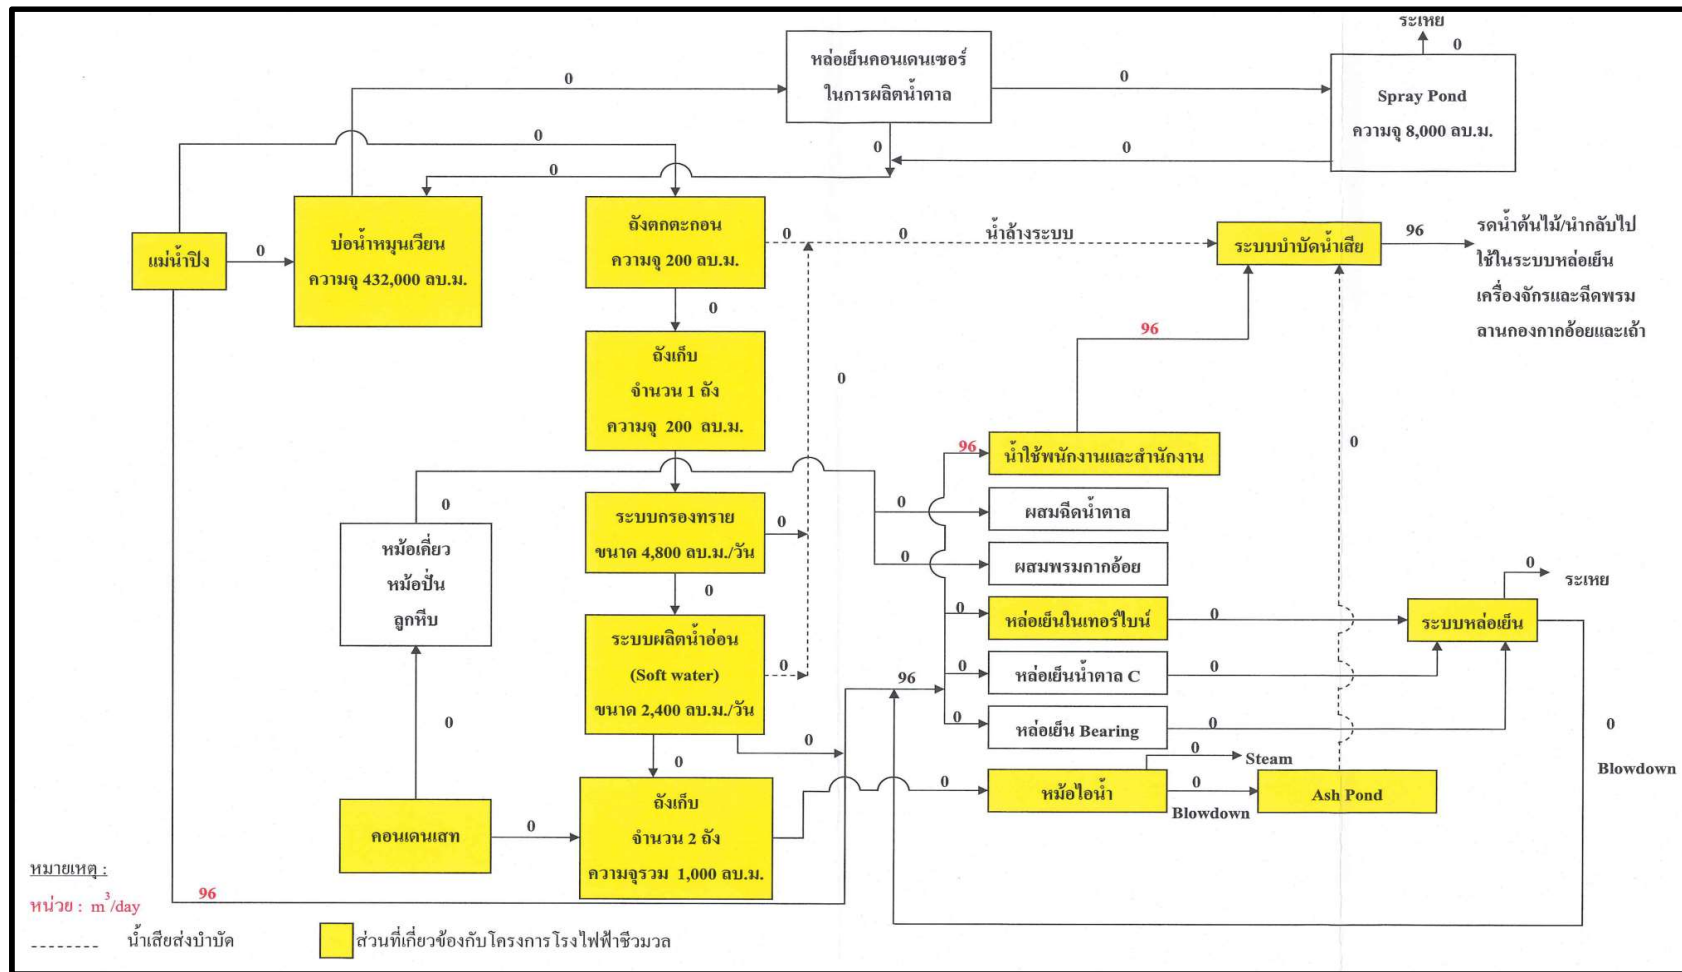 ระเหย
0
หล่อเย็นคอนเดนเซอร์
ในการผลิตน้ำตาล
0
0
Spray Pond
ความจุ 8,000 ลบ.ม.
0
0
0
0
แม่น้ำปิง
0
บ่อน้ำหมุนเวียน
ความจุ 432,000 ลบ.ม.
ถังตกตะกอน
ความจุ 200 ลบ.ม.
0
0
น้ำล้างระบบ
ระบบบำบัดน้ำเสีย
96
รดน้ำต้นไม้/นำกลับไป
ใช้ในระบบหล่อเย็น
เครื่องจักรและฉีดพรม
ลานกองกากอ้อยและเถ้า
0
ถังเก็บ
จำนวน 1 ถัง
ความจุ 200 ลบ.ม.
0
96
0
96
น้ำใช้พนักงานและสำนักงาน
0
หม้อเคี่ยว
หม้อปั่น
ลูกหีบ
ระบบกรองทราย
ขนาด 4,800 ลบ.ม./วัน
0
0
ผสมฉีดน้ำตาล
0
ผสมพรมกากอ้อย
0
ระบบผลิตน้ำอ่อน
(Soft water)
ขนาด 2,400 ลบ.ม./วัน
0
0
หล่อเย็นในเทอร์ไบน์
0
ระบบหล่อเย็น
0
ระเหย
96
0
หล่อเย็นน้ำตาล C
0
0
หล่อเย็น Bearing
0
0
Blowdown
0
0
0
คอนเดนเสท
0
ถังเก็บ
จำนวน 2 ถัง
ความจุรวม 1,000 ลบ.ม.
0
หม้อไอน้ำ
0
Steam
0
Blowdown
Ash Pond
หมายเหตุ :
หน่วย : m³/day
96
น้ำเสียส่งบำบัด
ส่วนที่เกี่ยวข้องกับโครงการโรงไฟฟ้าชีวมวล